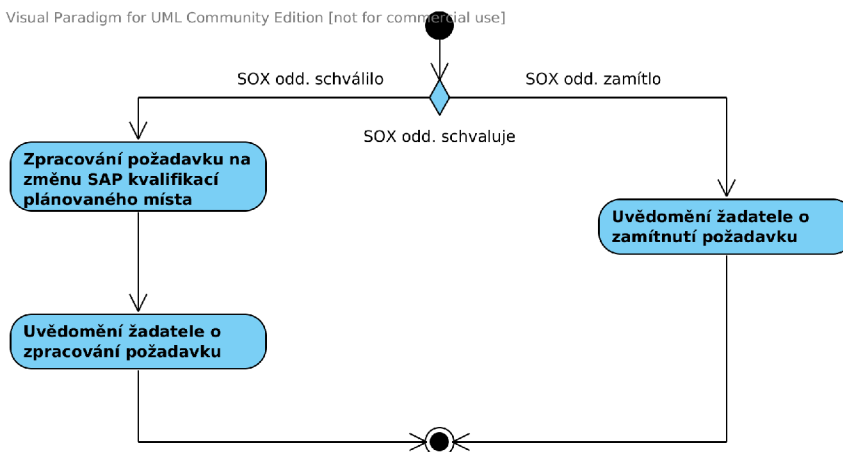 Visual Paradigm for UML Community Edition [not for commercial use]
SOX odd. schválilo
SOX odd. zamítlo
SOX odd. schvaluje
Zpracování požadavku na
změnu SAP kvalifikací
plánovaného místa
Uvědomění žadatele o
zamítnutí požadavku
Uvědomění žadatele o
zpracování požadavku